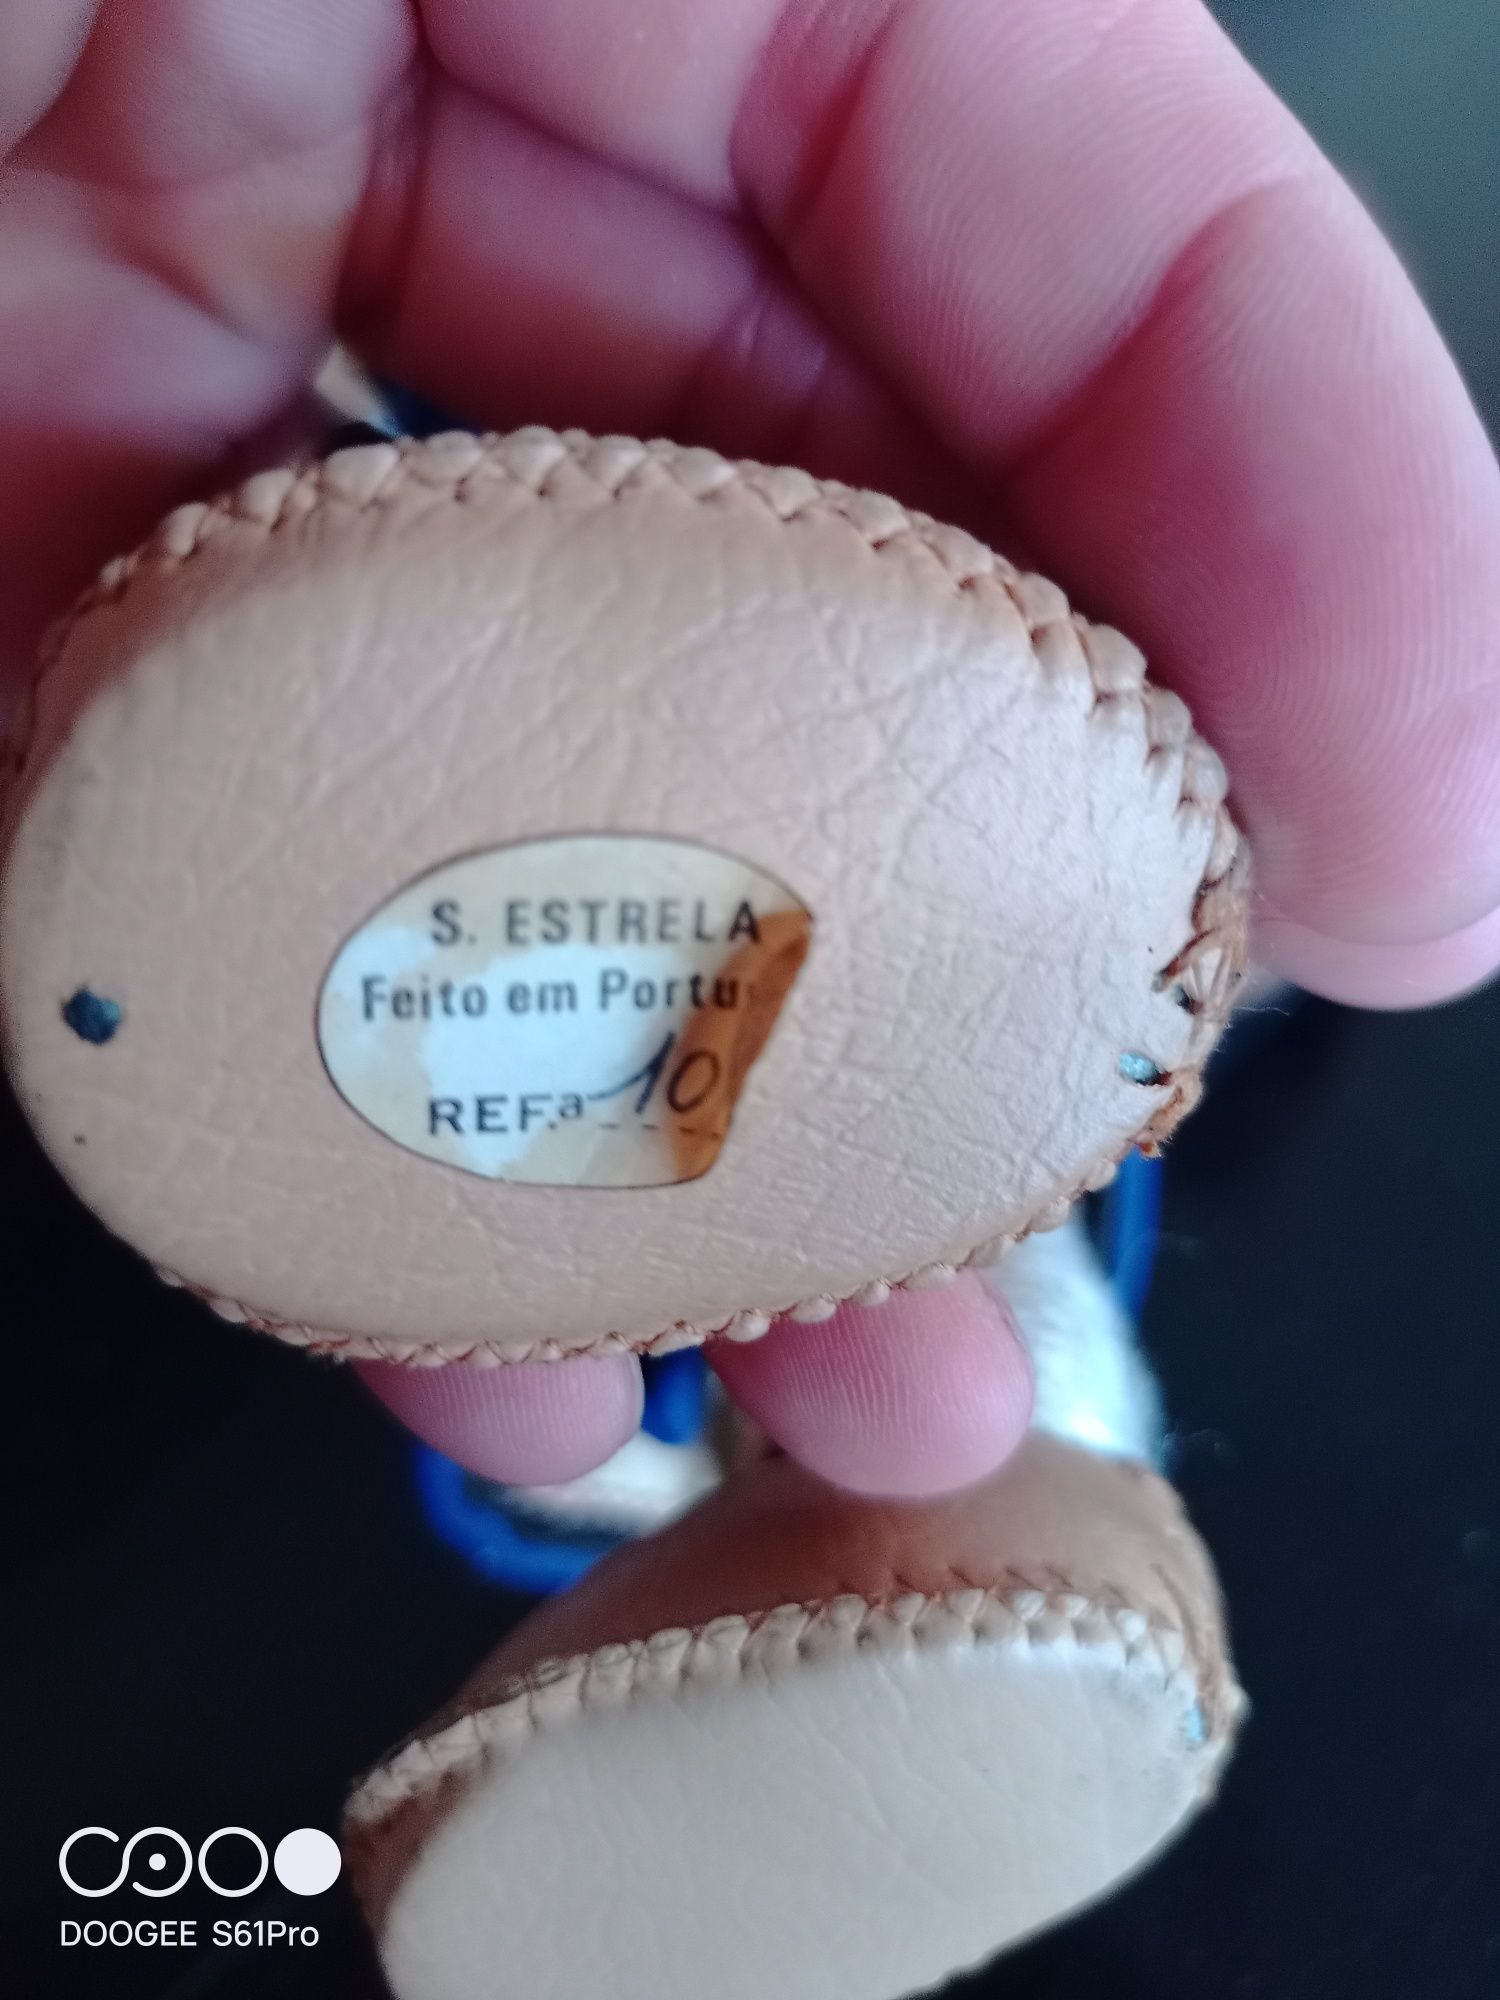 S. ESTRELA
Feito em Portu
REF.ª 10
DOOGEE S61Pro